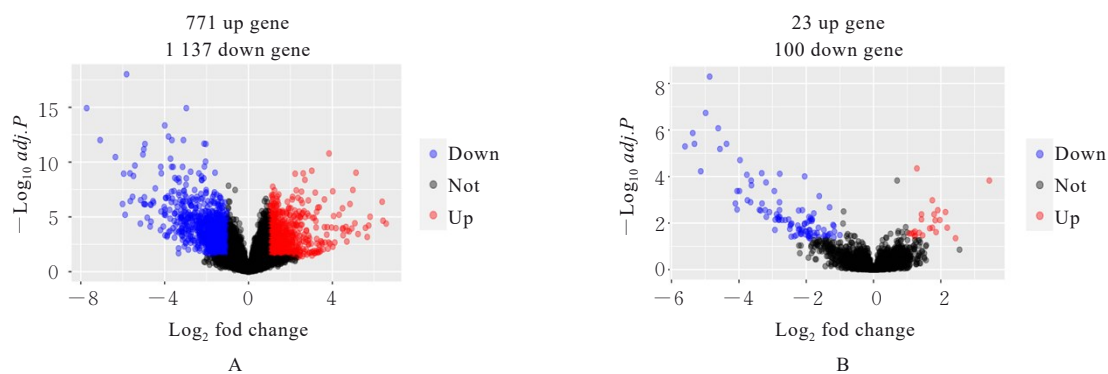 771 up gene
1 137 down gene
15
10
5
0
−8 −4 0 4
—Log10 adj.P
Log2 fod change
Down
Not
Up
A
23 up gene
100 down gene
8
6
4
2
0
−6 −4 −2 0 2
—Log10 adj.P
Log2 fod change
Down
Not
Up
B